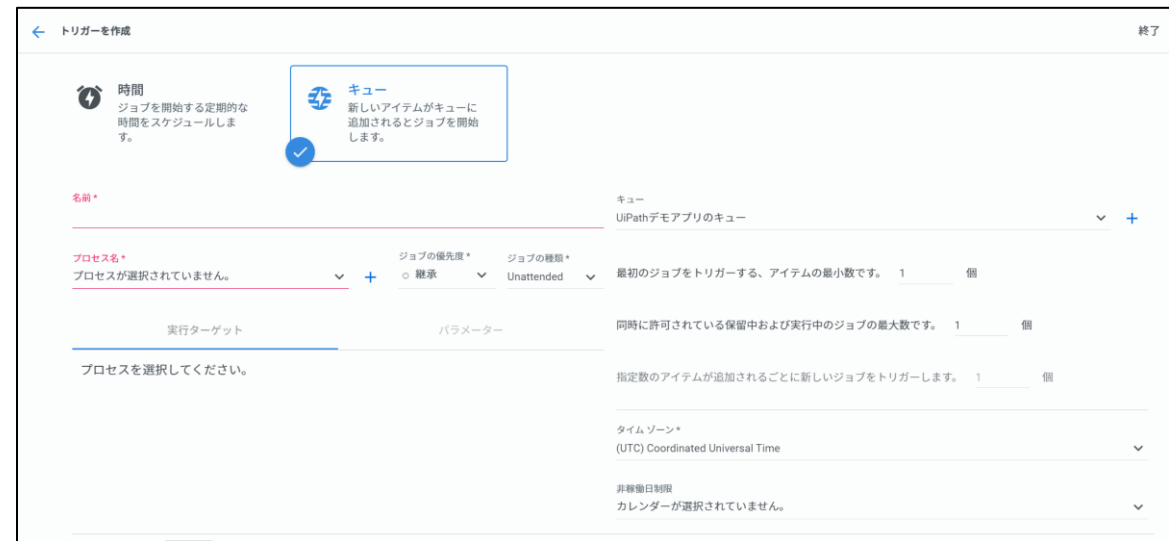 トリガーを作成
終了
時間
ジョブを開始する定期的な
時間をスケジュールしま
す。
キュー
新しいアイテムがキューに
追加されるとジョブを開始
します。
名前 *
プロセス名 *
プロセスが選択されていません。
ジョブの優先度 *
継承
ジョブの種類 *
Unattended
実行ターゲット
パラメーター
プロセスを選択してください。
キュー
UiPathデモアプリのキュー
最初のジョブをトリガーする、アイテムの最小数です。 1 個
同時に許可されている保留中および実行中のジョブの最大数です。 1 個
指定数のアイテムが追加されるごとに新しいジョブをトリガーします。 1 個
タイム ゾーン *
(UTC) Coordinated Universal Time
非稼働日制限
カレンダーが選択されていません。